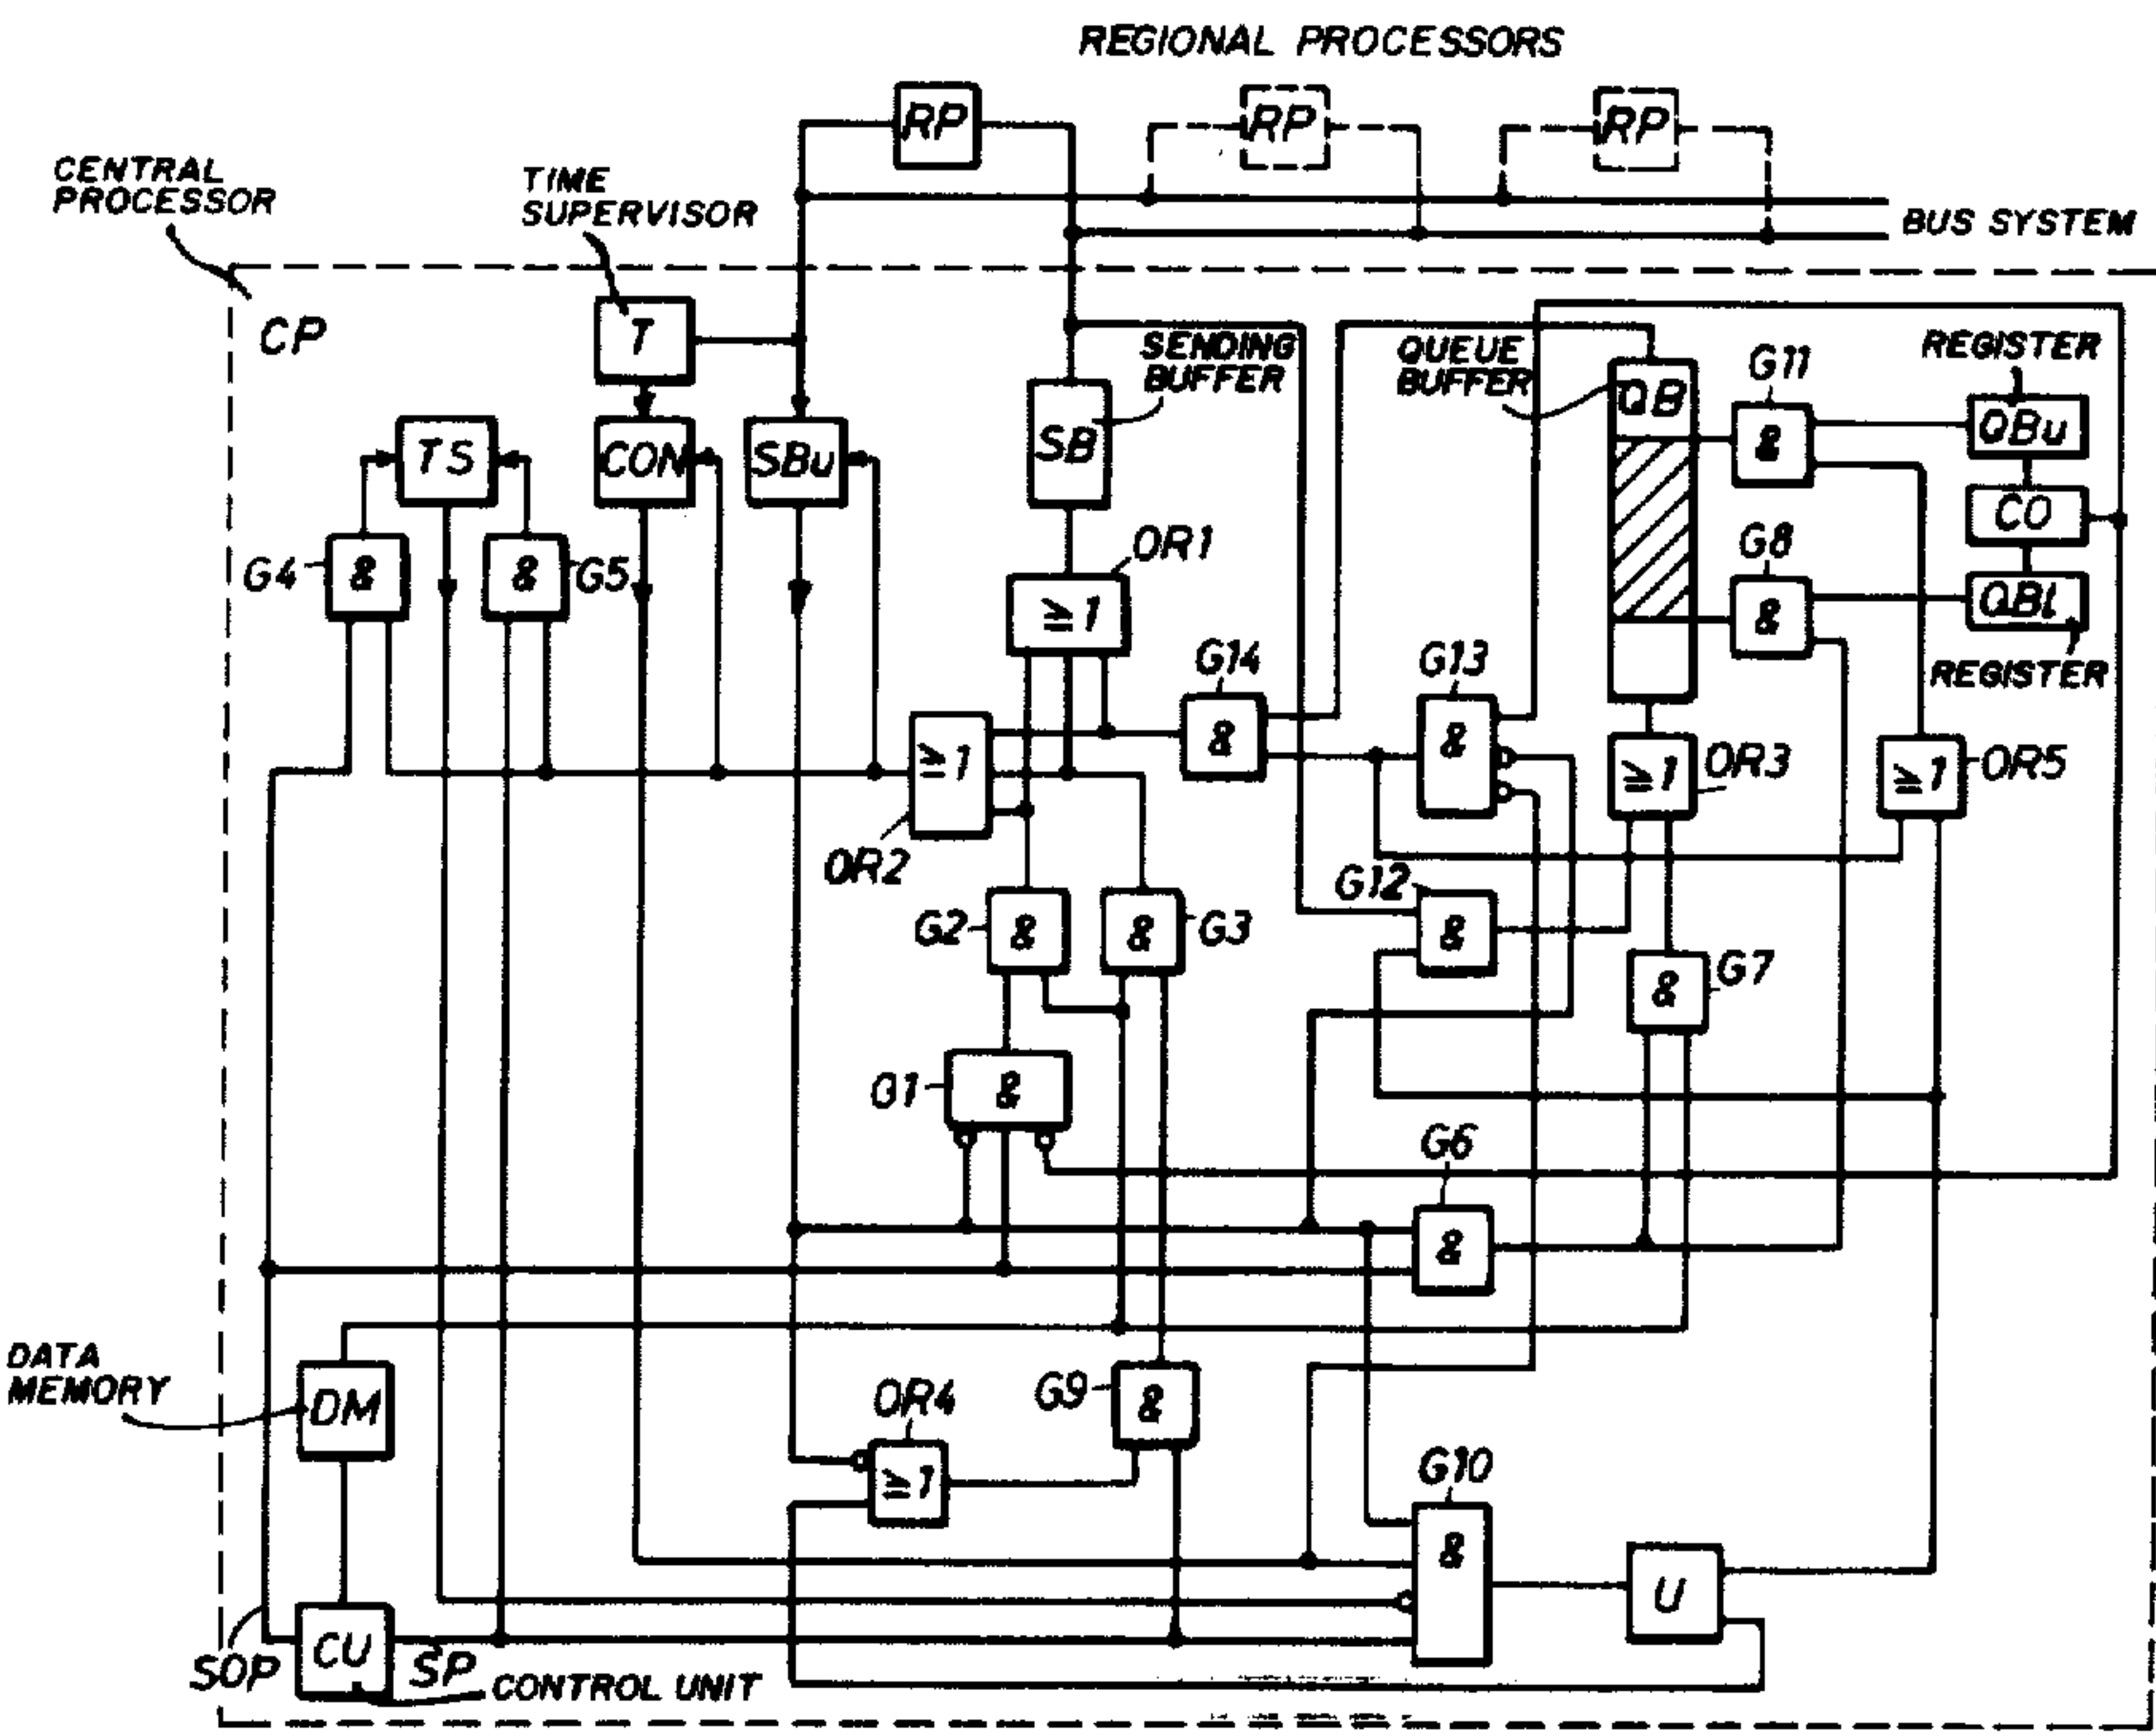 REGIONAL PROCESSORS
RP
RP
RP
CENTRAL
PROCESSOR
TIME
SUPERVISOR
BUS SYSTEM
CP
T
SENDING
BUFFER
QUEUE
BUFFER
REGISTER
G11
QB
&
QBu
TS
CON
SBu
SB
CO
OR1
G8
G4
&
&
G5
≥1
&
QBl
REGISTER
G14
G13
&
&
≥1
≥1
OR3
≥1
OR5
OR2
G12
G2
&
&
G3
&
G7
&
G1
&
G6
&
DATA
MEMORY
DM
OR4
G9
&
≥1
G10
&
U
SOP
CU
SP
CONTROL UNIT